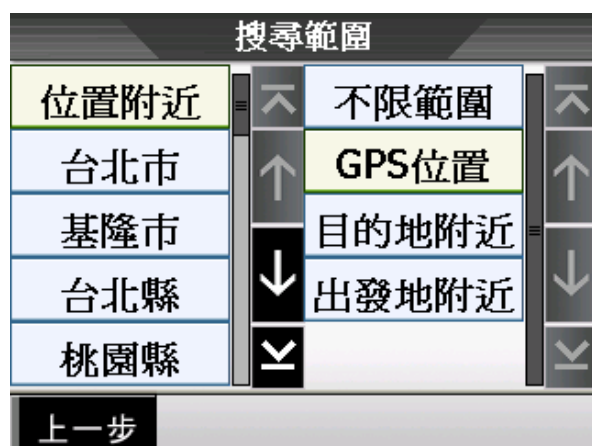 搜尋範圍
位置附近
台北市
基隆市
台北縣
桃園縣
不限範圍
GPS位置
目的地附近
出發地附近
上一步